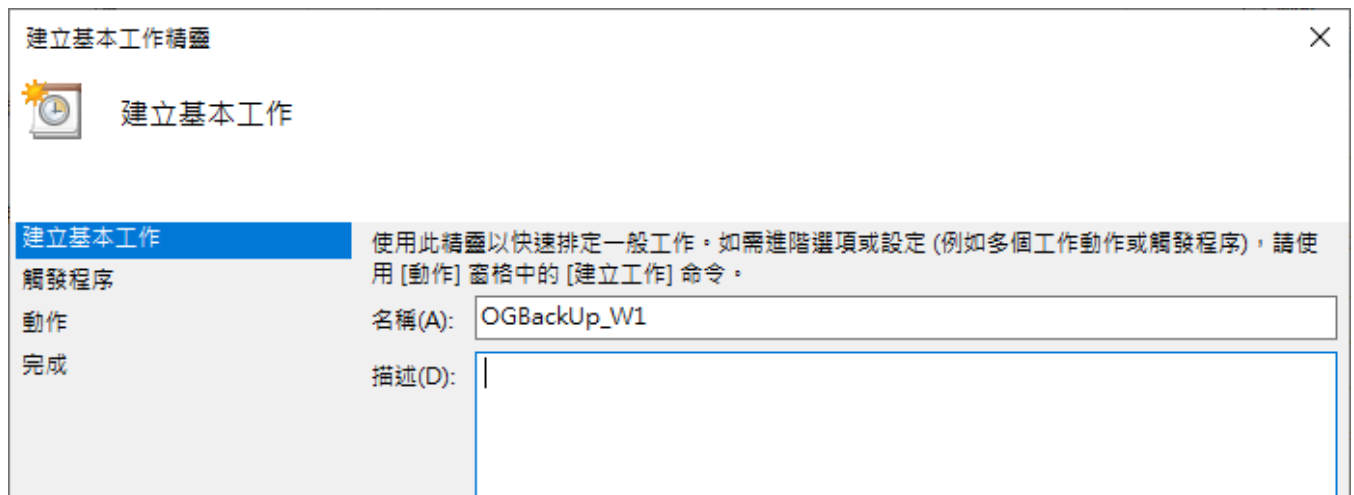 建立基本工作精靈
建立基本工作
建立基本工作
觸發程序
動作
完成
使用此精靈以快速排定一般工作。如需進階選項或設定 (例如多個工作動作或觸發程序)，請使
用 [動作] 窗格中的 [建立工作] 命令。
名稱(A): OGBackUp_W1
描述(D):